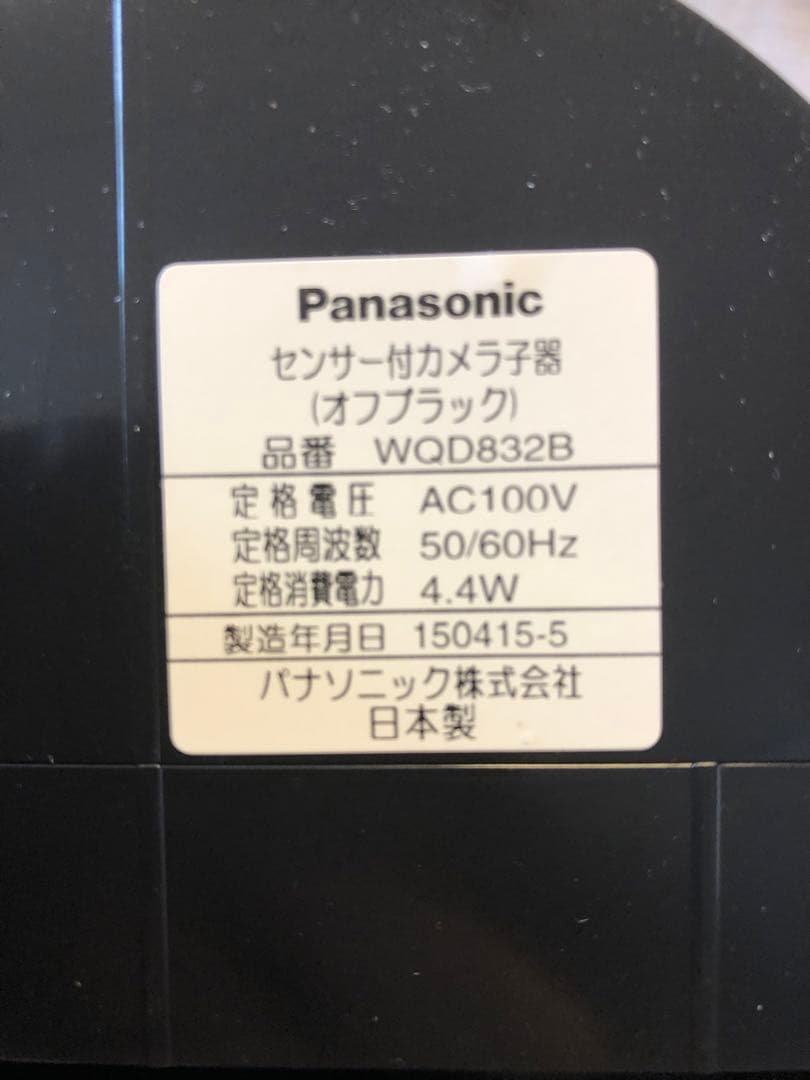 Panasonic
センサー付カメラ子器
(オフブラック)
品番 WQD832B
定格電圧 AC100V
定格周波数 50/60Hz
定格消費電力 4.4W
製造年月日 150415-5
パナソニック株式会社
日本製